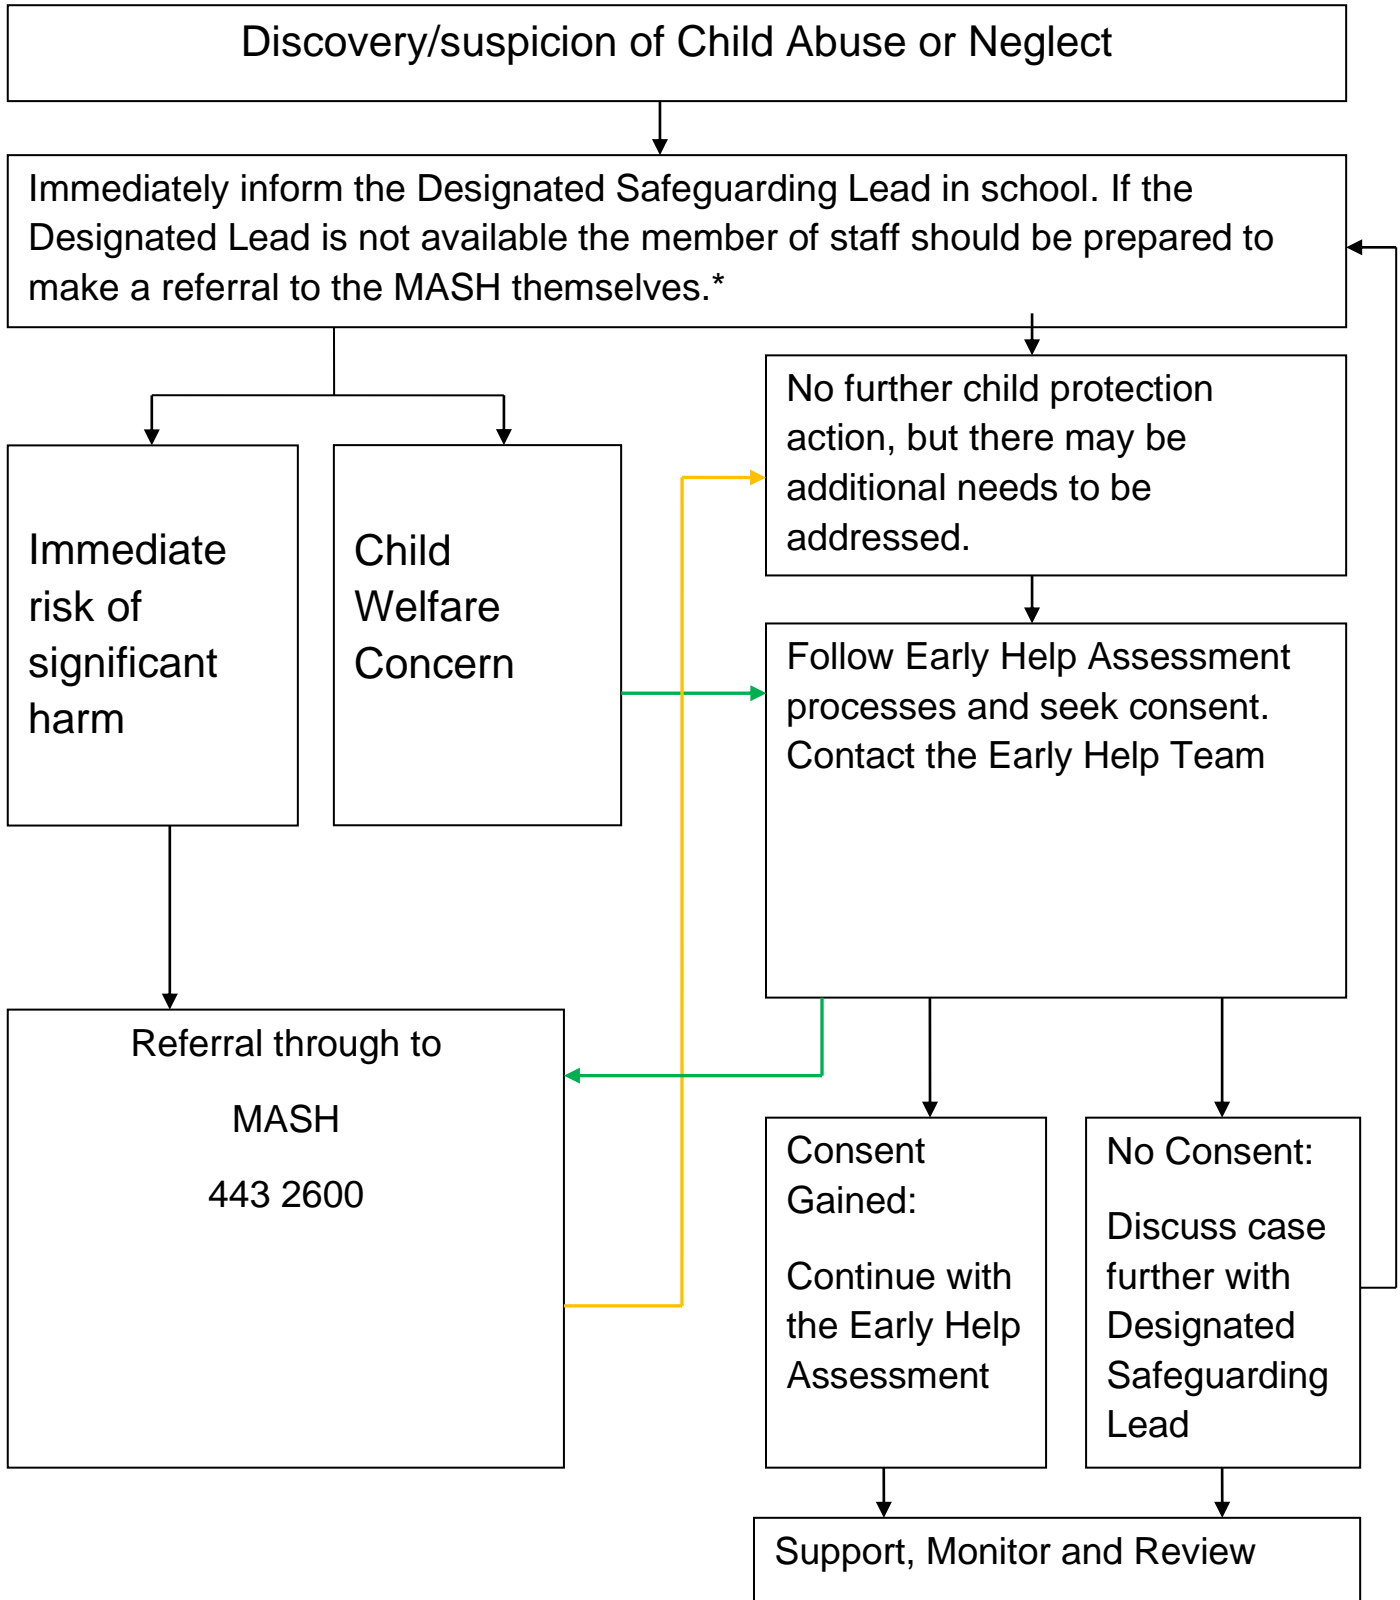 Discovery/suspicion of Child Abuse or Neglect
Immediately inform the Designated Safeguarding Lead in school. If the
Designated Lead is not available the member of staff should be prepared to
make a referral to the MASH themselves.*
No further child protection
action, but there may be
additional needs to be
addressed.
Immediate
risk of
significant
harm
Child
Welfare
Concern
Follow Early Help Assessment
processes and seek consent.
Contact the Early Help Team
Referral through to
MASH
443 2600
Consent
Gained:
Continue with
the Early Help
Assessment
No Consent:
Discuss case
further with
Designated
Safeguarding
Lead
Support, Monitor and Review